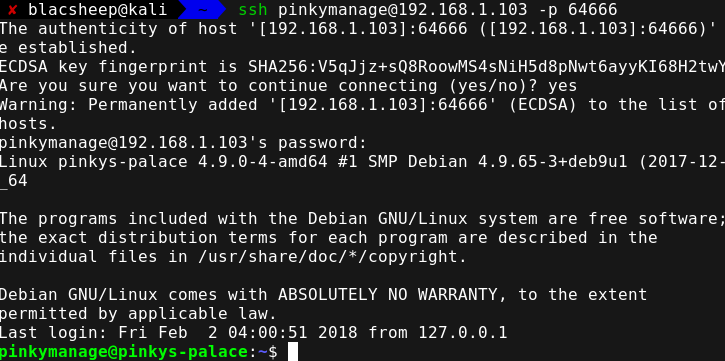 ✘ blacsheep@kali ~ ssh pinkymanage@192.168.1.103 -p 64666
The authenticity of host '[192.168.1.103]:64666 ([192.168.1.103]:64666)'
e established.
ECDSA key fingerprint is SHA256:V5qJjz+sQ8RoowMS4sNiH5d8pNwt6ayyKI68H2twY
Are you sure you want to continue connecting (yes/no)? yes
Warning: Permanently added '[192.168.1.103]:64666' (ECDSA) to the list of
hosts.
pinkymanage@192.168.1.103's password:
Linux pinkys-palace 4.9.0-4-amd64 #1 SMP Debian 4.9.65-3+deb9u1 (2017-12-
_64
The programs included with the Debian GNU/Linux system are free software;
the exact distribution terms for each program are described in the
individual files in /usr/share/doc/*/copyright.
Debian GNU/Linux comes with ABSOLUTELY NO WARRANTY, to the extent
permitted by applicable law.
Last login: Fri Feb  2 04:00:51 2018 from 127.0.0.1
pinkymanage@pinkys-palace:~$